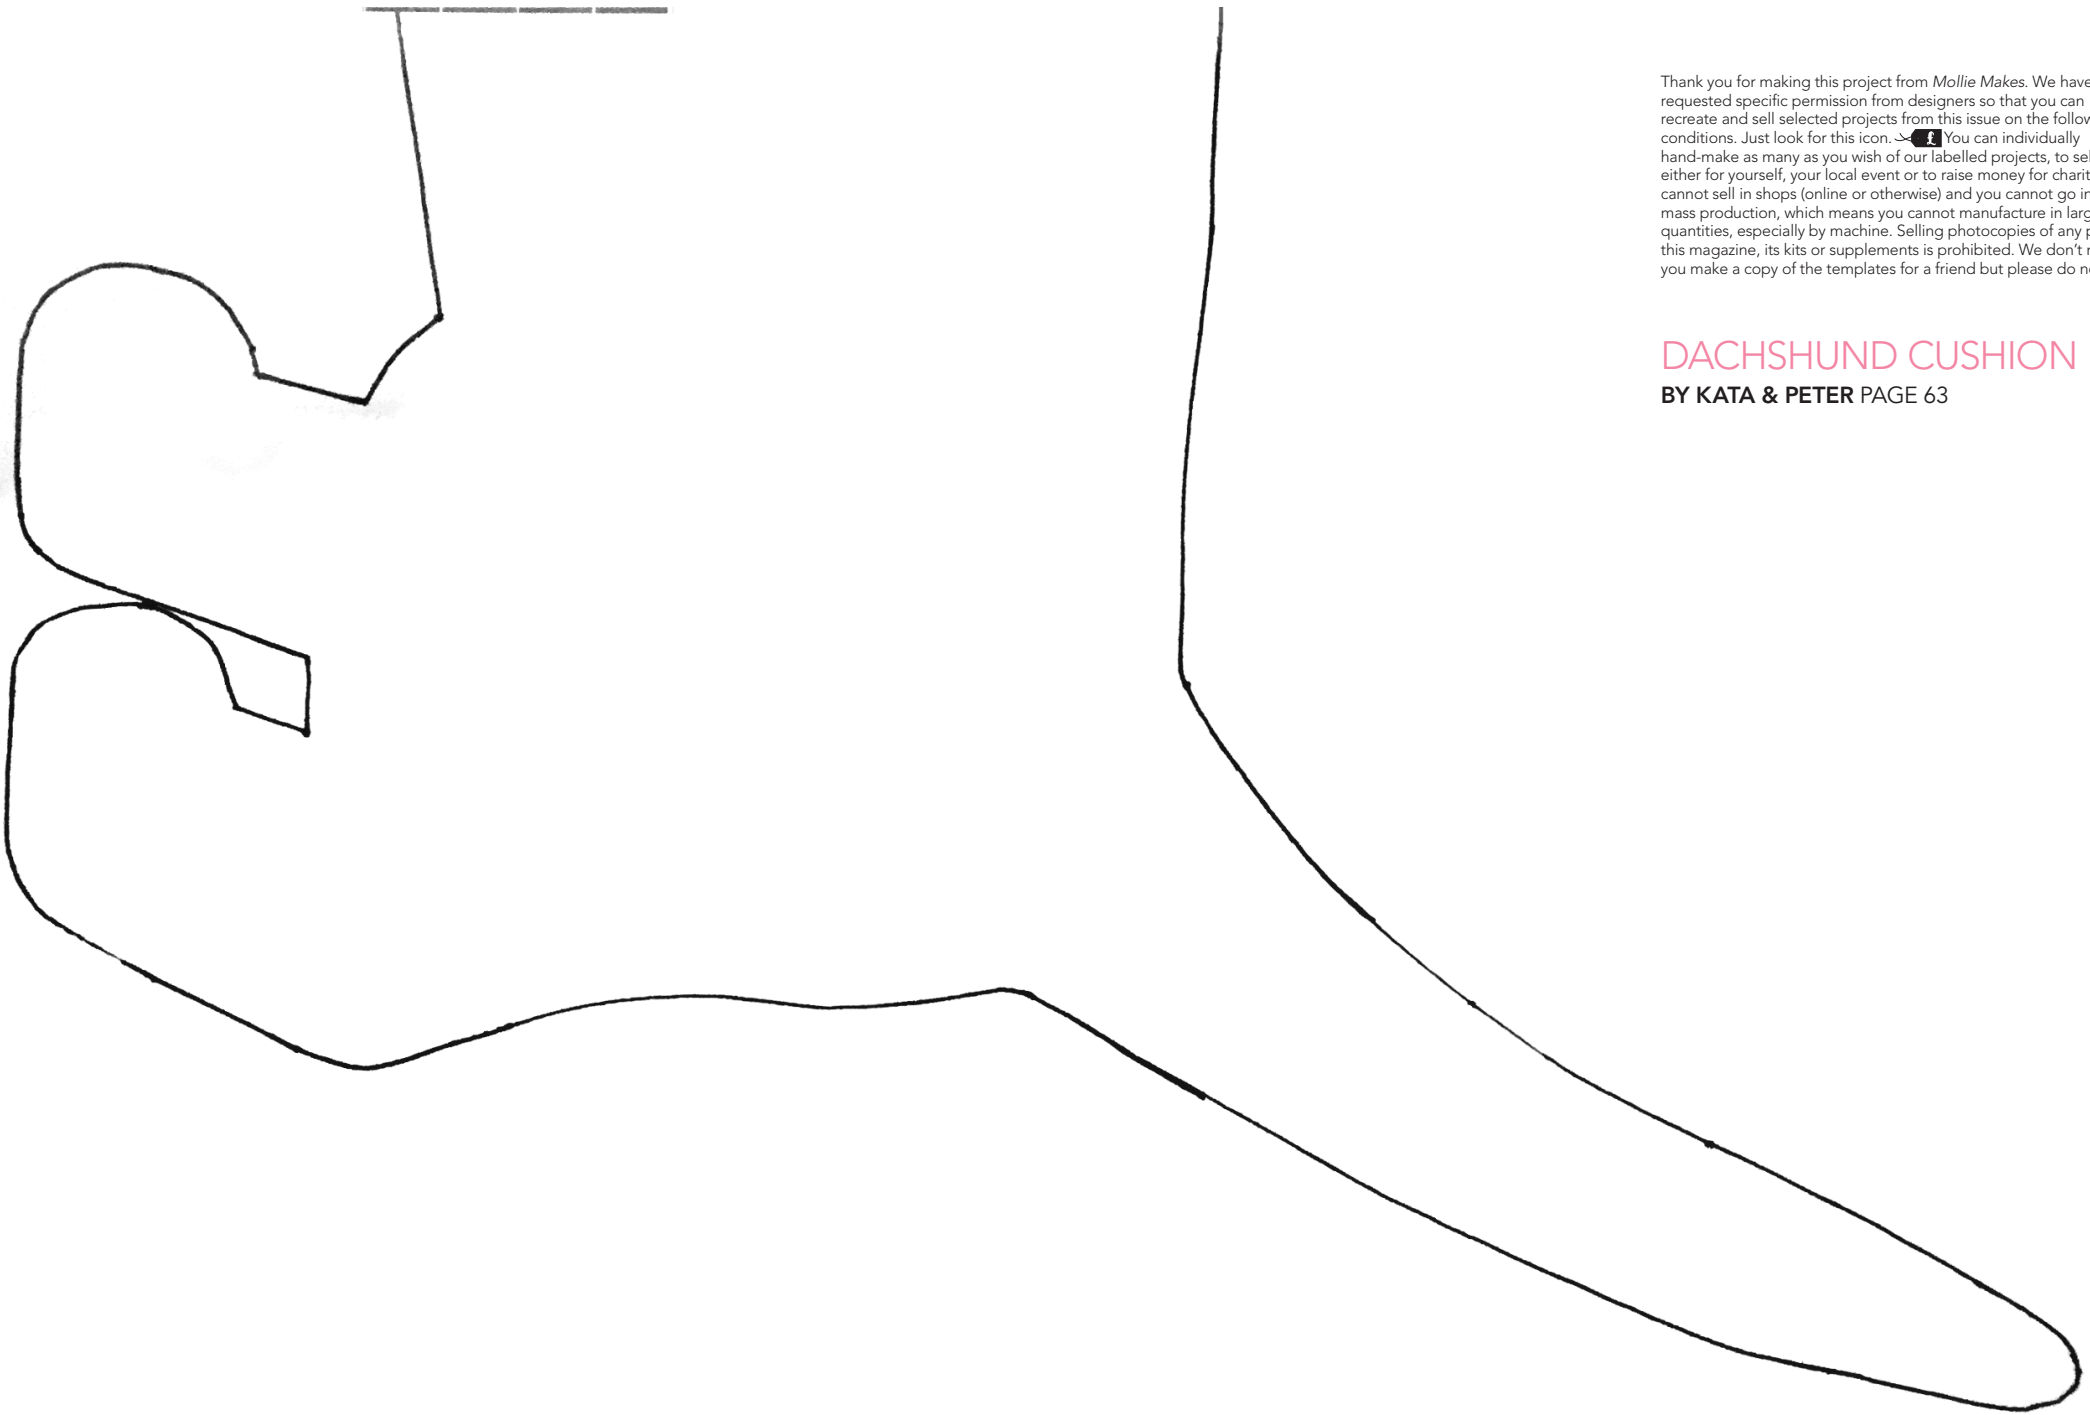 Thank you for making this project from Mollie Makes. We have
requested specific permission from designers so that you can
recreate and sell selected projects from this issue on the follow
conditions. Just look for this icon. £ You can individually
hand-make as many as you wish of our labelled projects, to sel
either for yourself, your local event or to raise money for charit
cannot sell in shops (online or otherwise) and you cannot go in
mass production, which means you cannot manufacture in larg
quantities, especially by machine. Selling photocopies of any p
this magazine, its kits or supplements is prohibited. We don't
you make a copy of the templates for a friend but please do
DACHSHUND CUSHION
BY KATA & PETER PAGE 63